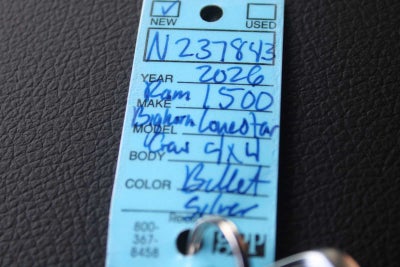 NEW USED
N237843
YEAR 2026
Ram 1500
MAKE
Bighorn Lonestar
MODEL
Crew 4x4
BODY
COLOR Bullet
Silver
800-
367-
8458